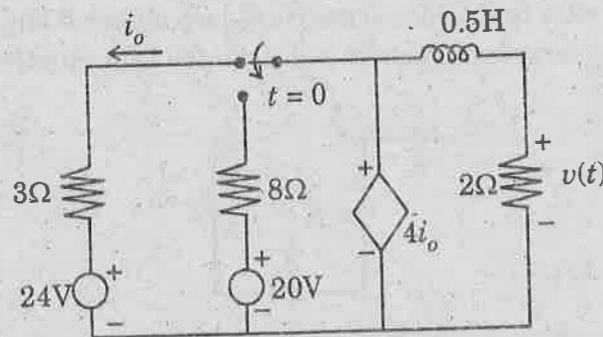 i_o
0.5H
t = 0
3Ω
8Ω
2Ω
v(t)
+
−
+
−
4i_o
24V
+
−
20V
+
−